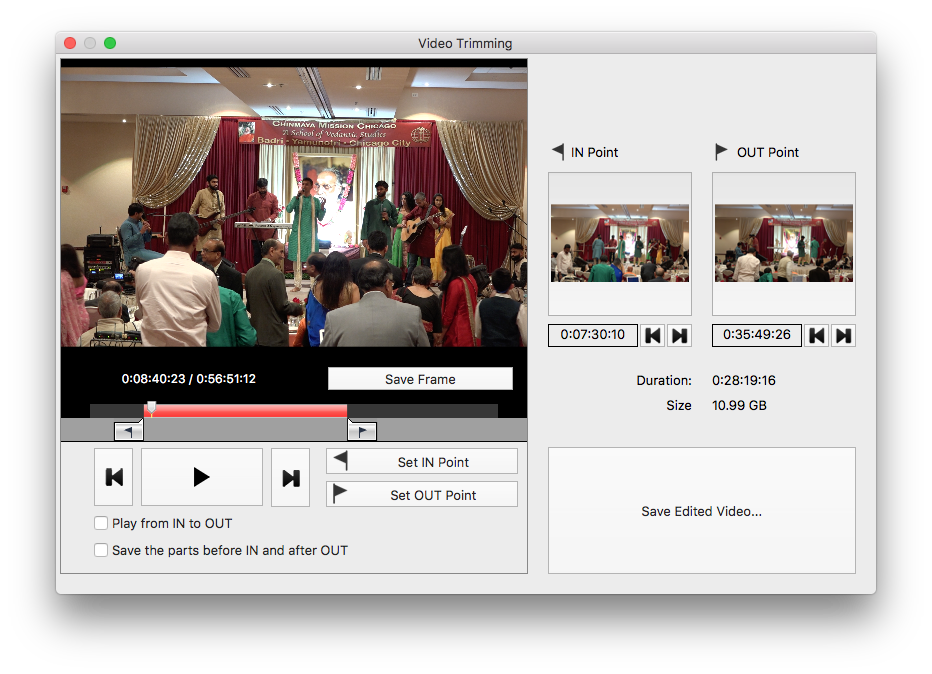 Video Trimming
CHINMAYA MISSION CHICAGO
A School of Vedantic Studies
Badri - Yamunotri - Chicago City
0:08:40:23 / 0:56:51:12
Save Frame
Set IN Point
Set OUT Point
Play from IN to OUT
Save the parts before IN and after OUT
IN Point
OUT Point
0:07:30:10
0:35:49:26
Duration: 0:28:19:16
Size 10.99 GB
Save Edited Video...